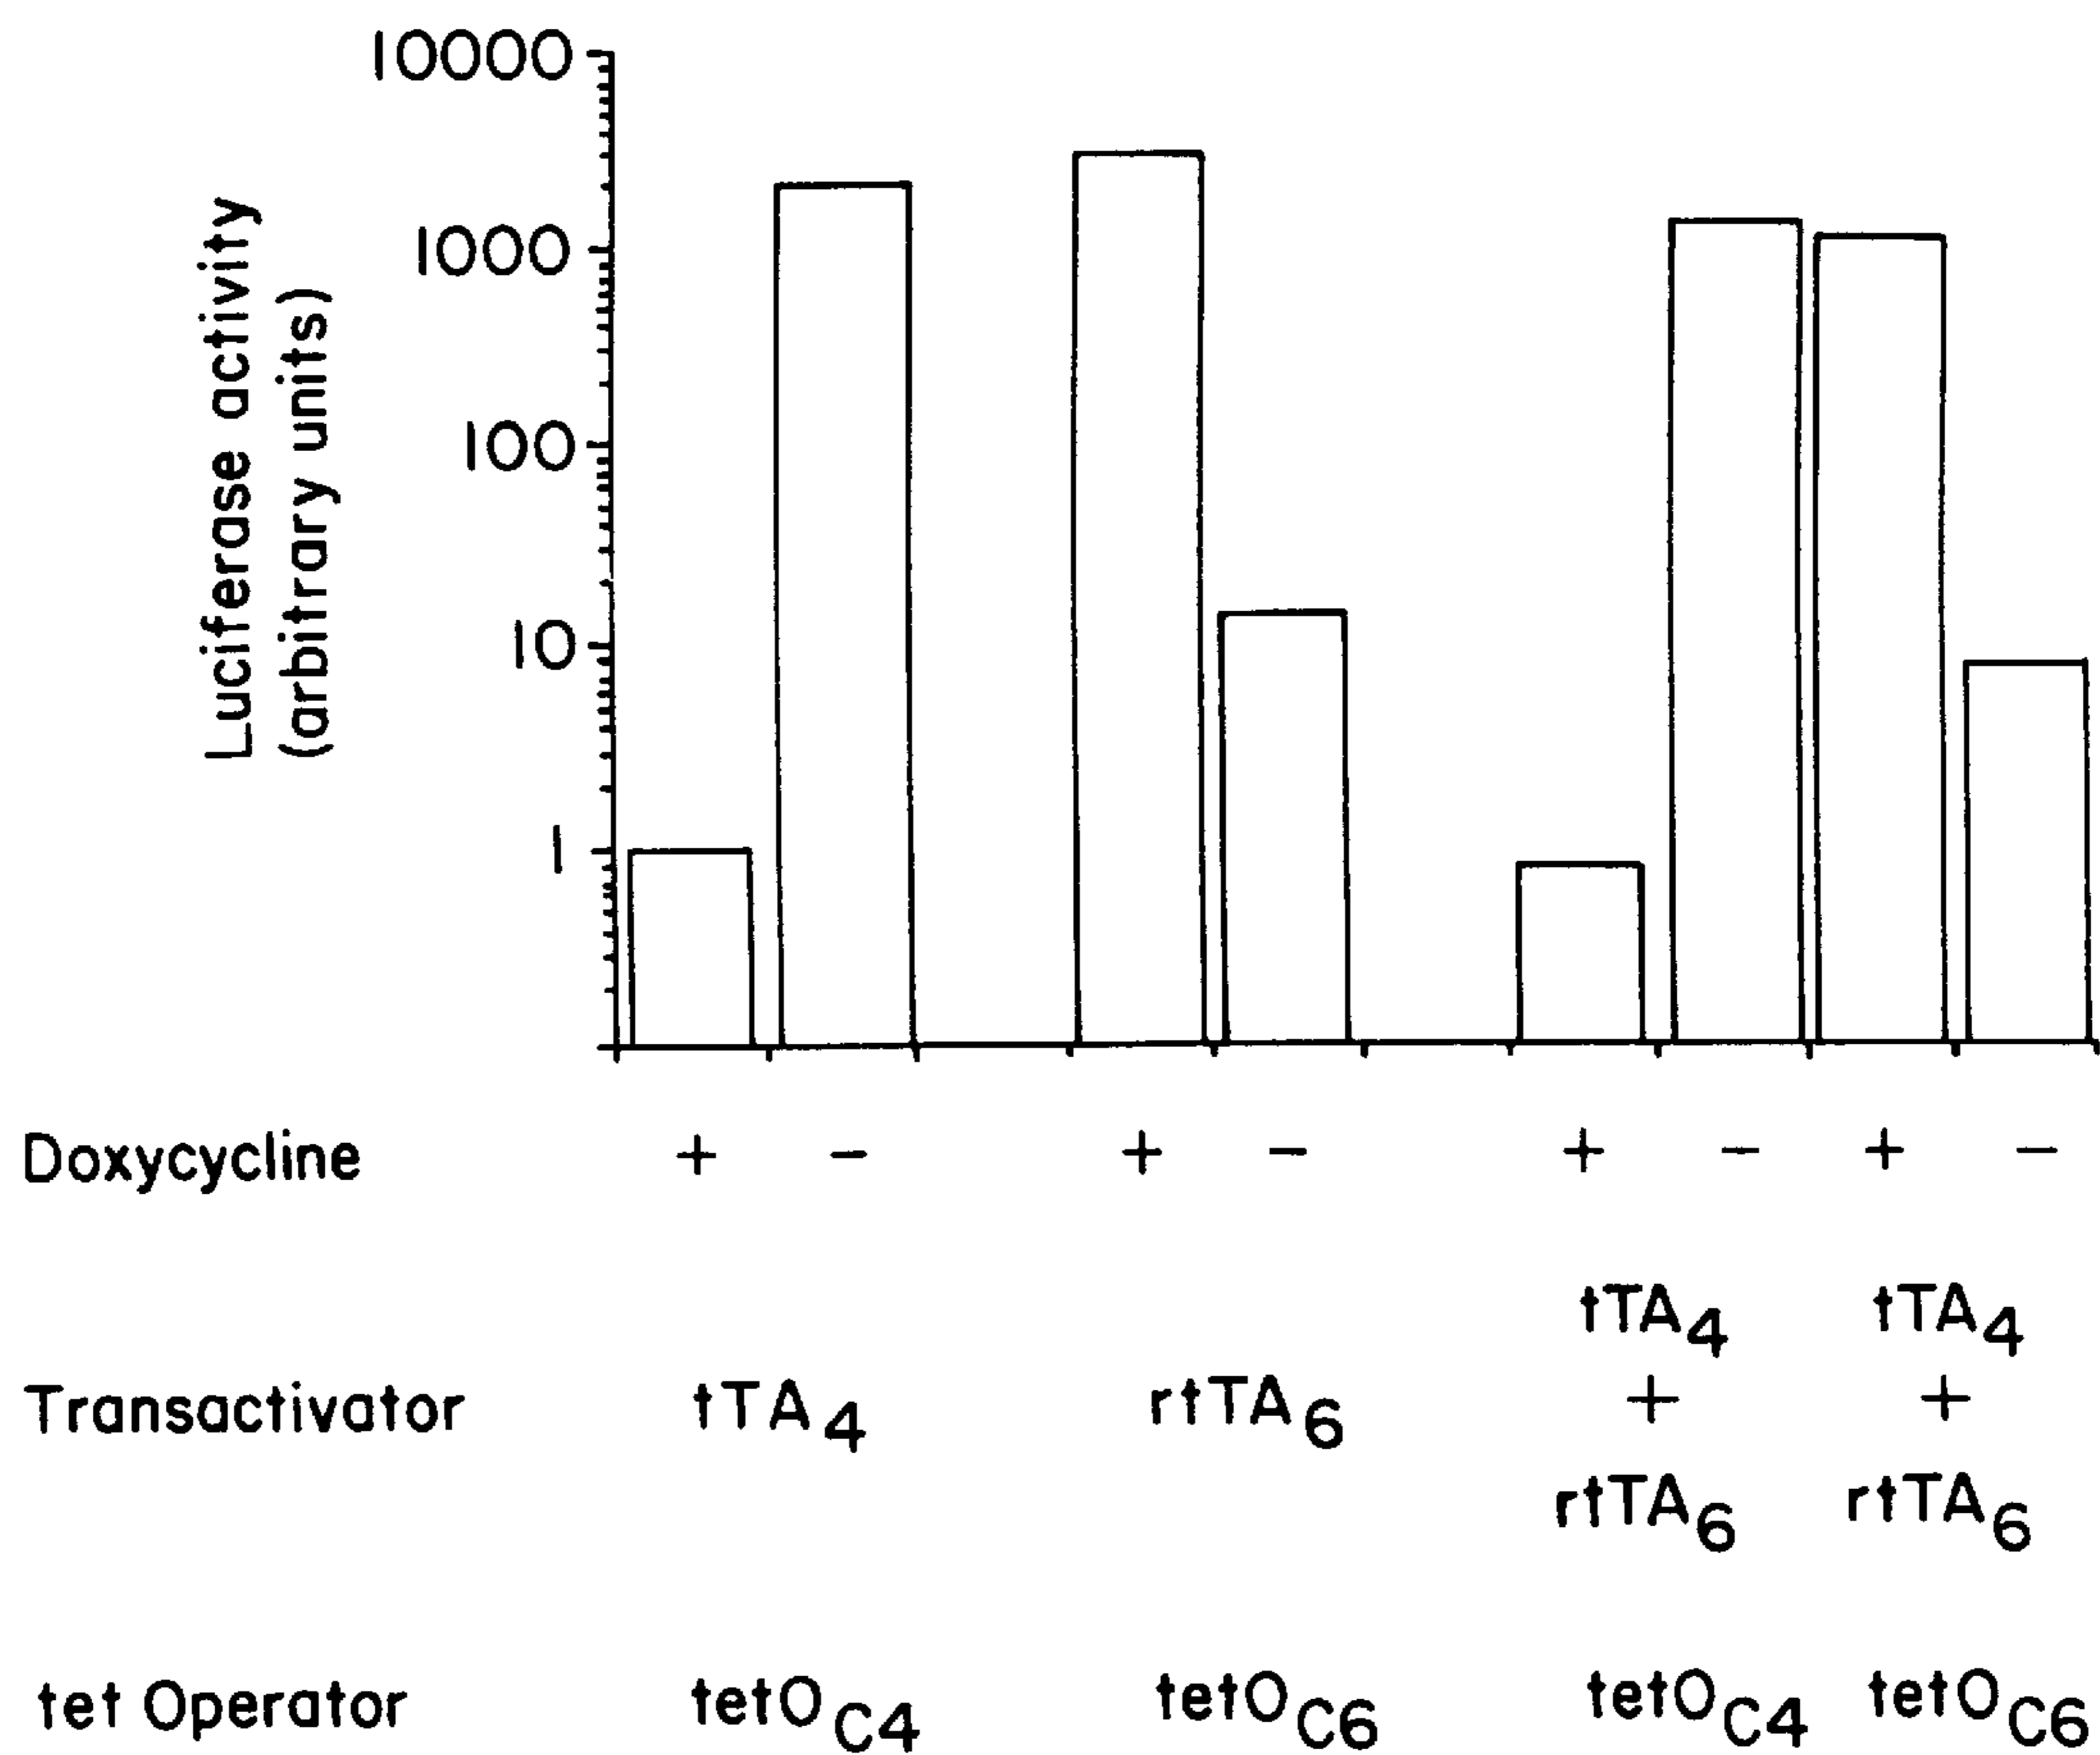 10000
1000
100
10
1
Luciferase activity
(arbitrary units)
Doxycycline + − + − + − + −
tTA4 tTA4
Transactivator tTA4 rtTA6 + +
rtTA6 rtTA6
tet Operator tetOC4 tetOC6 tetOC4 tetOC6